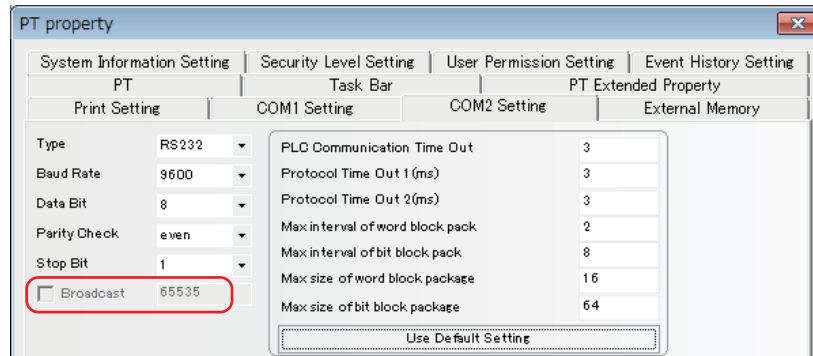 PT property
System Information Setting Security Level Setting User Permission Setting Event History Setting
PT Task Bar PT Extended Property
Print Setting COM1 Setting COM2 Setting External Memory
Type RS232
Baud Rate 9600
Data Bit 8
Parity Check even
Stop Bit 1
Broadcast 65535
PLC Communication Time Out 3
Protocol Time Out 1(ms) 3
Protocol Time Out 2(ms) 3
Max interval of word block pack 2
Max interval of bit block pack 8
Max size of word block package 16
Max size of bit block package 64
Use Default Setting